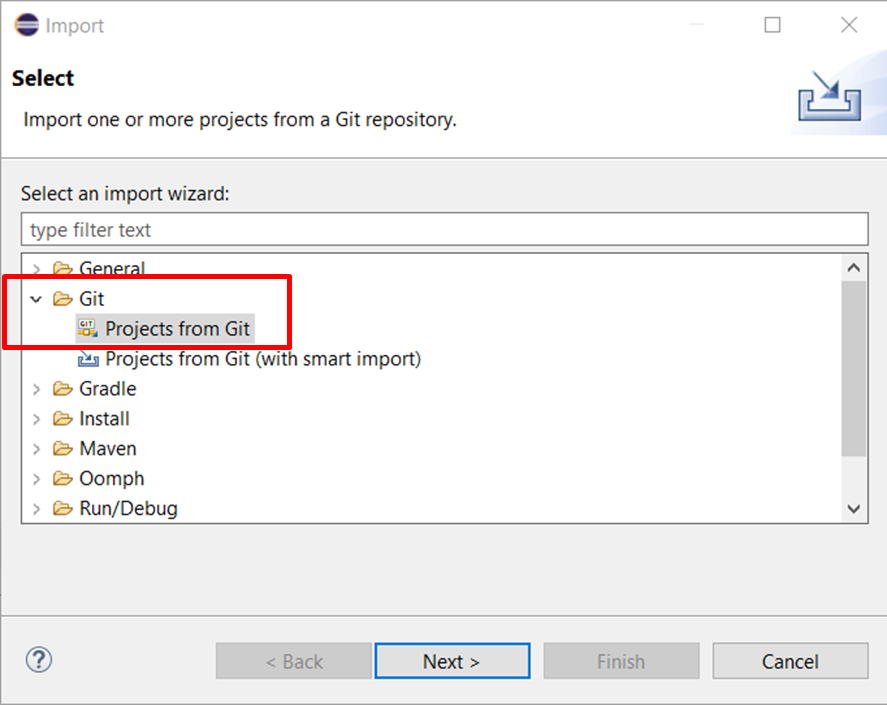 Import
Select
Import one or more projects from a Git repository.
Select an import wizard:
type filter text
General
Git
GIT
Projects from Git
Projects from Git (with smart import)
Gradle
Install
Maven
Oomph
Run/Debug
?
< Back
Next >
Finish
Cancel